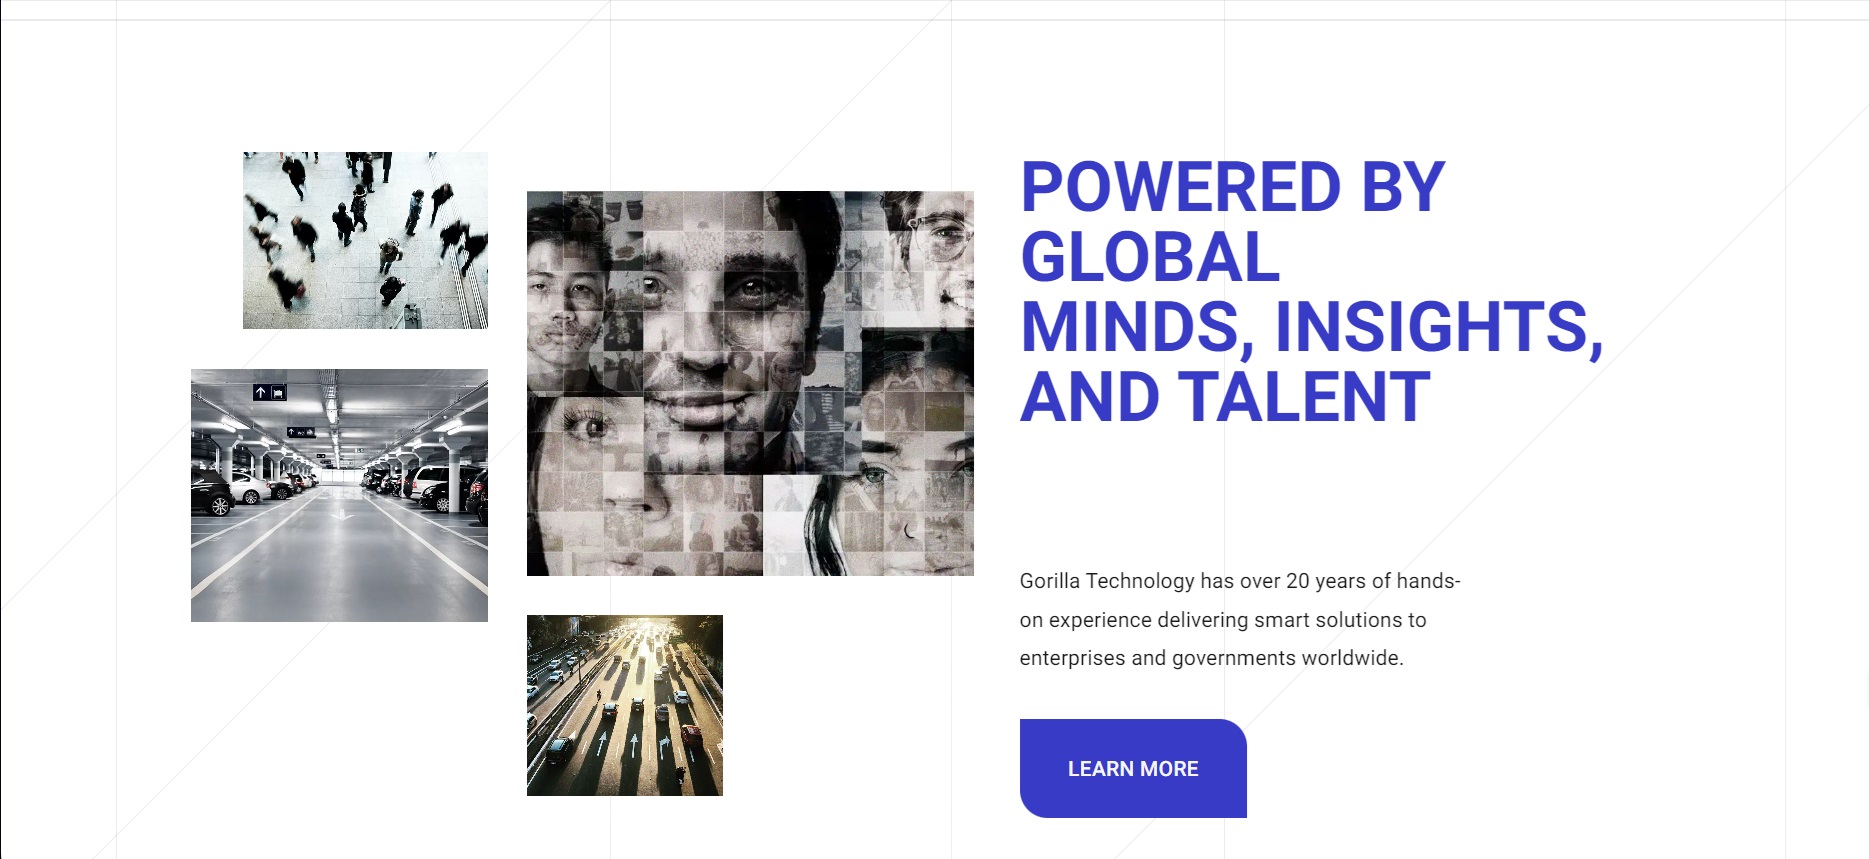 POWERED BY
GLOBAL
MINDS, INSIGHTS,
AND TALENT
Gorilla Technology has over 20 years of hands-
on experience delivering smart solutions to
enterprises and governments worldwide.
LEARN MORE